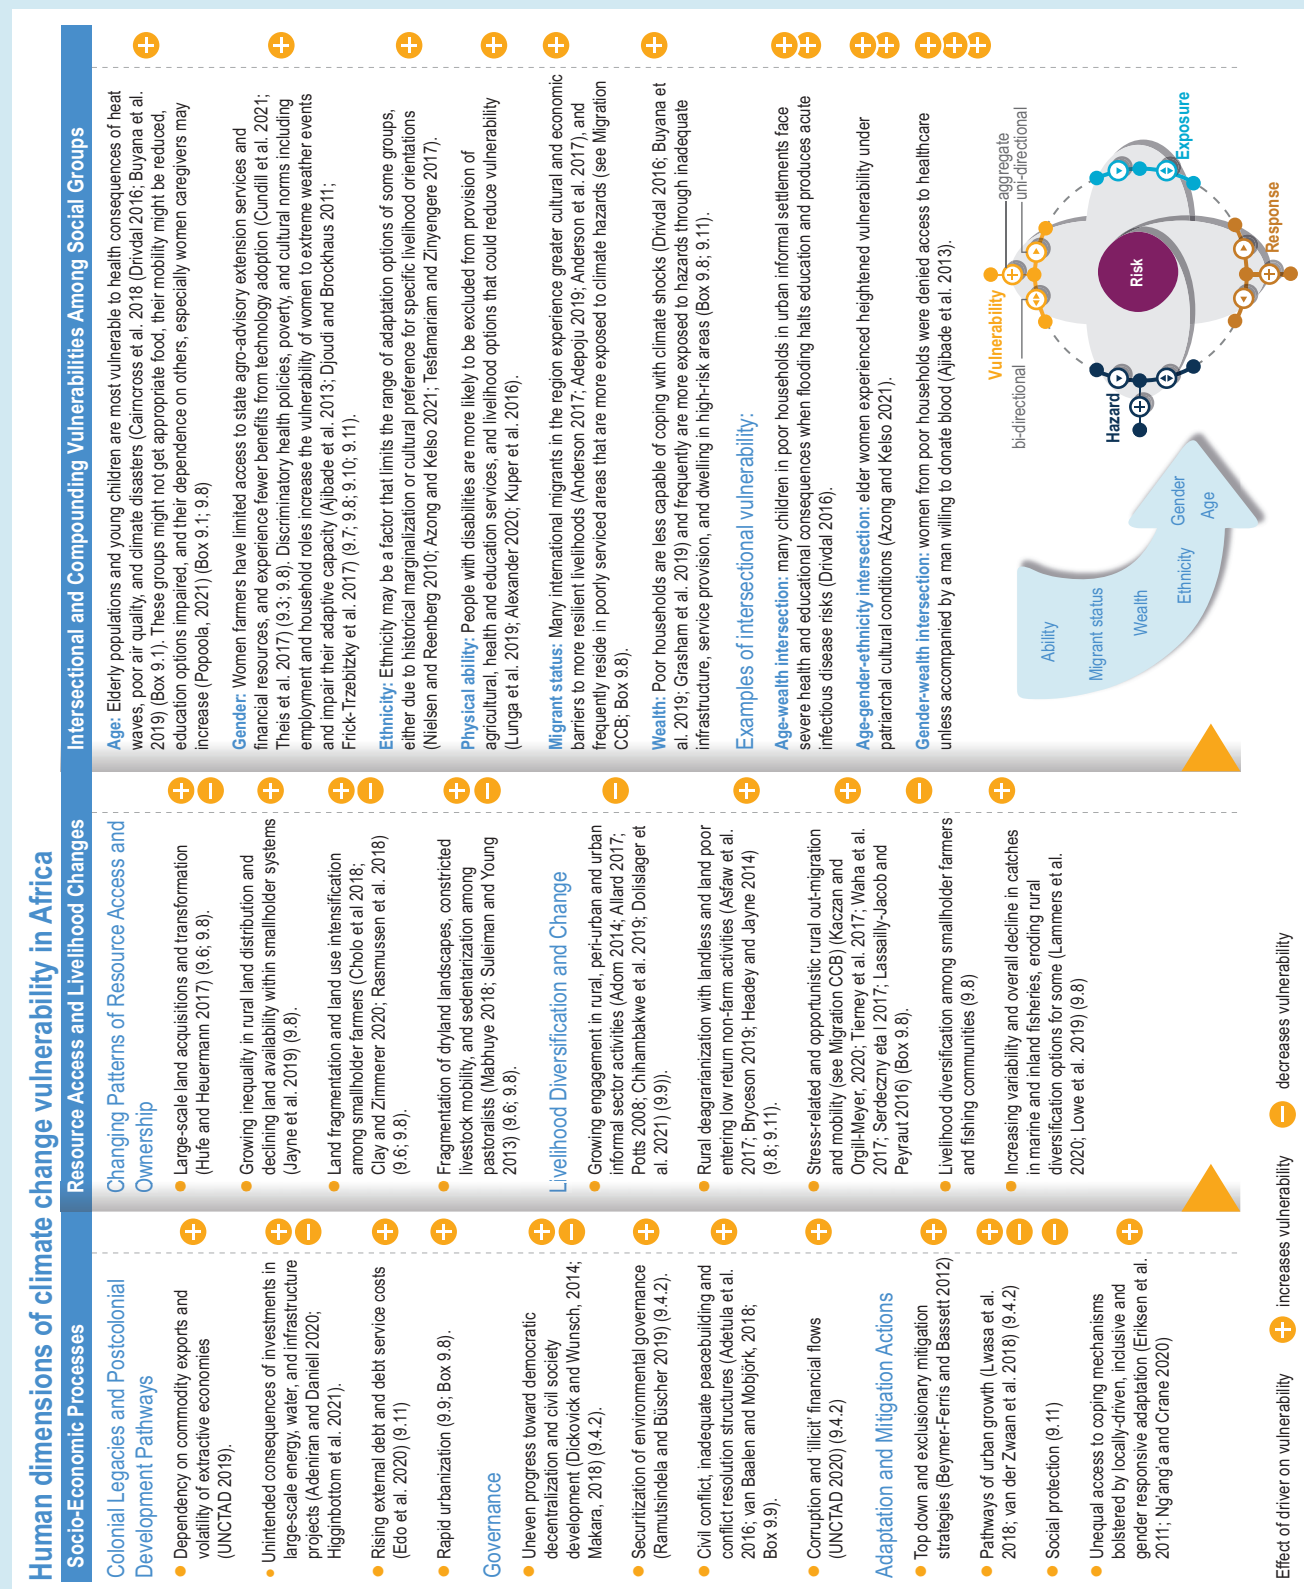 Human dimensions of climate change vulnerability in Africa
Socio-Economic Processes
Colonial Legacies and Postcolonial
Development Pathways
Dependency on commodity exports and
volatility of extractive economies
(UNCTAD 2019).
Unintended consequences of investments in
large-scale energy, water, and infrastructure
projects (Adeniran and Daniell 2020;
Higginbottom et al. 2021).
Rising external debt and debt service costs
(Edo et al. 2020) (9.11)
Rapid urbanization (9.9; Box 9.8).
Governance
Uneven progress toward democratic
decentralization and civil society
development (Dickovick and Wunsch, 2014;
Makara, 2018) (9.4.2).
Securitization of environmental governance
(Ramutsindela and Büscher 2019) (9.4.2).
Civil conflict, inadequate peacebuilding and
conflict resolution structures (Adetula et al.
2016; van Baalen and Mobjörk, 2018;
Box 9.9).
Corruption and 'illicit' financial flows
(UNCTAD 2020) (9.4.2)
Adaptation and Mitigation Actions
Top down and exclusionary mitigation
strategies (Beymer-Ferris and Bassett 2012)
Pathways of urban growth (Lwasa et al.
2018; van der Zwaan et al. 2018) (9.4.2)
Social protection (9.11)
Unequal access to coping mechanisms
bolstered by locally-driven, inclusive and
gender responsive adaptation (Eriksen et al.
2011; Ng'ang'a and Crane 2020)
Resource Access and Livelihood Changes
Changing Patterns of Resource Access and
Ownership
Large-scale land acquisitions and transformation
(Hufe and Heuermann 2017) (9.6; 9.8).
Growing inequality in rural land distribution and
declining land availability within smallholder systems
(Jayne et al. 2019) (9.8).
Land fragmentation and land use intensification
among smallholder farmers (Cholo et al 2018;
Clay and Zimmerer 2020; Rasmussen et al. 2018)
(9.6; 9.8).
Fragmentation of dryland landscapes, constricted
livestock mobility, and sedentarization among
pastoralists (Mabhuye 2018; Suleiman and Young
2013) (9.6; 9.8).
Livelihood Diversification and Change
Growing engagement in rural, peri-urban and urban
informal sector activities (Adom 2014; Allard 2017;
Potts 2008; Chihambakwe et al. 2019; Dolislager et
al. 2021) (9.9)).
Rural deagrarianization with landless and land poor
entering low return non-farm activities (Asfaw et al.
2017; Bryceson 2019; Headey and Jayne 2014)
(9.8; 9.11).
Stress-related and opportunistic rural out-migration
and mobility (see Migration CCB) (Kaczan and
Orgill-Meyer, 2020; Tierney et al. 2017; Waha et al.
2017; Serdeczny eta l 2017; Lassailly-Jacob and
Peyraut 2016) (Box 9.8).
Livelihood diversification among smallholder farmers
and fishing communities (9.8)
Increasing variability and overall decline in catches
in marine and inland fisheries, eroding rural
diversification options for some (Lammers et al.
2020; Lowe et al. 2019) (9.8)
Intersectional and Compounding Vulnerabilities Among Social Groups
Age: Elderly populations and young children are most vulnerable to health consequences of heat
waves, poor air quality, and climate disasters (Cairncross et al. 2018 (Drivdal 2016; Buyana et al.
2019) (Box 9.1). These groups might not get appropriate food, their mobility might be reduced,
education options impaired, and their dependence on others, especially women caregivers may
increase (Popoola, 2021) (Box 9.1; 9.8)
Gender: Women farmers have limited access to state agro-advisory extension services and
financial resources, and experience fewer benefits from technology adoption (Cundill et al. 2021;
Theis et al. 2017) (9.3; 9.8). Discriminatory health policies, poverty, and cultural norms including
employment and household roles increase the vulnerability of women to extreme weather events
and impair their adaptive capacity (Ajibade et al. 2013; Djoudi and Brockhaus 2011;
Frick-Trzebitzky et al. 2017) (9.7; 9.8; 9.10; 9.11).
Ethnicity: Ethnicity may be a factor that limits the range of adaptation options of some groups,
either due to historical marginalization or cultural preference for specific livelihood orientations
(Nielsen and Reenberg 2010; Azong and Kelso 2021; Tesfamariam and Zinyengere 2017).
Physical ability: People with disabilities are more likely to be excluded from provision of
agricultural, health and education services, and livelihood options that could reduce vulnerability
(Lunga et al. 2019; Alexander 2020; Kuper et al. 2016).
Migrant status: Many international migrants in the region experience greater cultural and economic
barriers to more resilient livelihoods (Anderson 2017; Adepoju 2019; Anderson et al. 2017), and
frequently reside in poorly serviced areas that are more exposed to climate hazards (see Migration
CCB; Box 9.8).
Wealth: Poor households are less capable of coping with climate shocks (Drivdal 2016; Buyana et
al. 2019; Grasham et al. 2019) and frequently are more exposed to hazards through inadequate
infrastructure, service provision, and dwelling in high-risk areas (Box 9.8; 9.11).
Examples of intersectional vulnerability:
Age-wealth intersection: many children in poor households in urban informal settlements face
severe health and educational consequences when flooding halts education and produces acute
infectious disease risks (Drivdal 2016).
Age-gender-ethnicity intersection: elder women experienced heightened vulnerability under
patriarchal cultural conditions (Azong and Kelso 2021).
Gender-wealth intersection: women from poor households were denied access to healthcare
unless accompanied by a man willing to donate blood (Ajibade et al. 2013).
Ability
Migrant status
Wealth
Ethnicity
Gender
Age
Vulnerability
bi-directional
aggregate
uni-directional
Hazard
Risk
Exposure
Response
Effect of driver on vulnerability
+ increases vulnerability
− decreases vulnerability